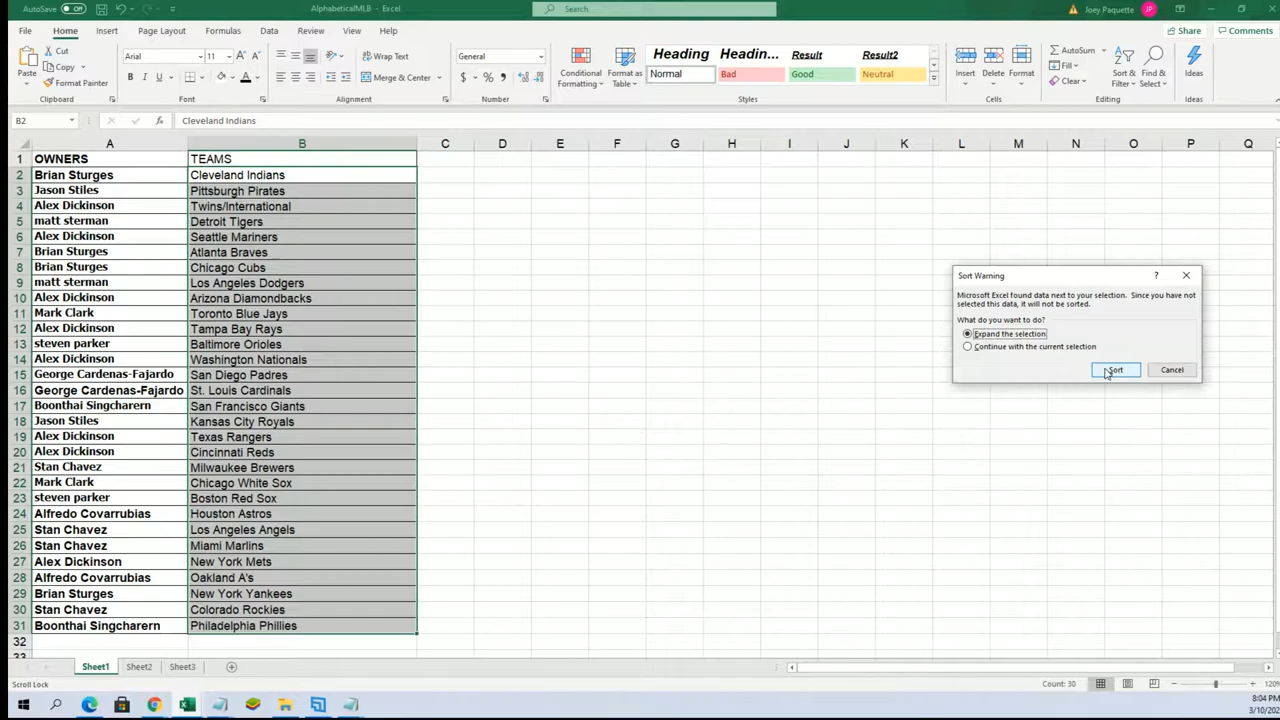 AutoSave Off AlphabeticalMLB - Excel Search Joey Paquette JP
File Home Insert Page Layout Formulas Data Review View Help Share Comments
Paste Cut Copy Format Painter Clipboard
Arial 11 A A B I U A Font
Wrap Text Merge & Center Alignment
General $ % Number
Conditional Formatting Format as Table
Heading Headin... Result Result2
Normal Bad Good Neutral
Styles
Insert Delete Format Cells
AutoSum Fill Clear Sort & Filter Find & Select Editing
Ideas Ideas
B2 fx Cleveland Indians
A B C D E F G H I J K L M N O P Q
1 OWNERS TEAMS
2 Brian Sturges Cleveland Indians
3 Jason Stiles Pittsburgh Pirates
4 Alex Dickinson Twins/International
5 matt sterman Detroit Tigers
6 Alex Dickinson Seattle Mariners
7 Brian Sturges Atlanta Braves
8 Brian Sturges Chicago Cubs
9 matt sterman Los Angeles Dodgers
10 Alex Dickinson Arizona Diamondbacks
11 Mark Clark Toronto Blue Jays
12 Alex Dickinson Tampa Bay Rays
13 steven parker Baltimore Orioles
14 Alex Dickinson Washington Nationals
15 George Cardenas-Fajardo San Diego Padres
16 George Cardenas-Fajardo St. Louis Cardinals
17 Boonthai Singcharern San Francisco Giants
18 Jason Stiles Kansas City Royals
19 Alex Dickinson Texas Rangers
20 Alex Dickinson Cincinnati Reds
21 Stan Chavez Milwaukee Brewers
22 Mark Clark Chicago White Sox
23 steven parker Boston Red Sox
24 Alfredo Covarrubias Houston Astros
25 Stan Chavez Los Angeles Angels
26 Stan Chavez Miami Marlins
27 Alex Dickinson New York Mets
28 Alfredo Covarrubias Oakland A's
29 Brian Sturges New York Yankees
30 Stan Chavez Colorado Rockies
31 Boonthai Singcharern Philadelphia Phillies
32
33
Sort Warning ?
Microsoft Excel found data next to your selection. Since you have not
selected this data, it will not be sorted.
What do you want to do?
Expand the selection
Continue with the current selection
Sort Cancel
Sheet1 Sheet2 Sheet3
Scroll Lock Count: 30 120%
8:04 PM